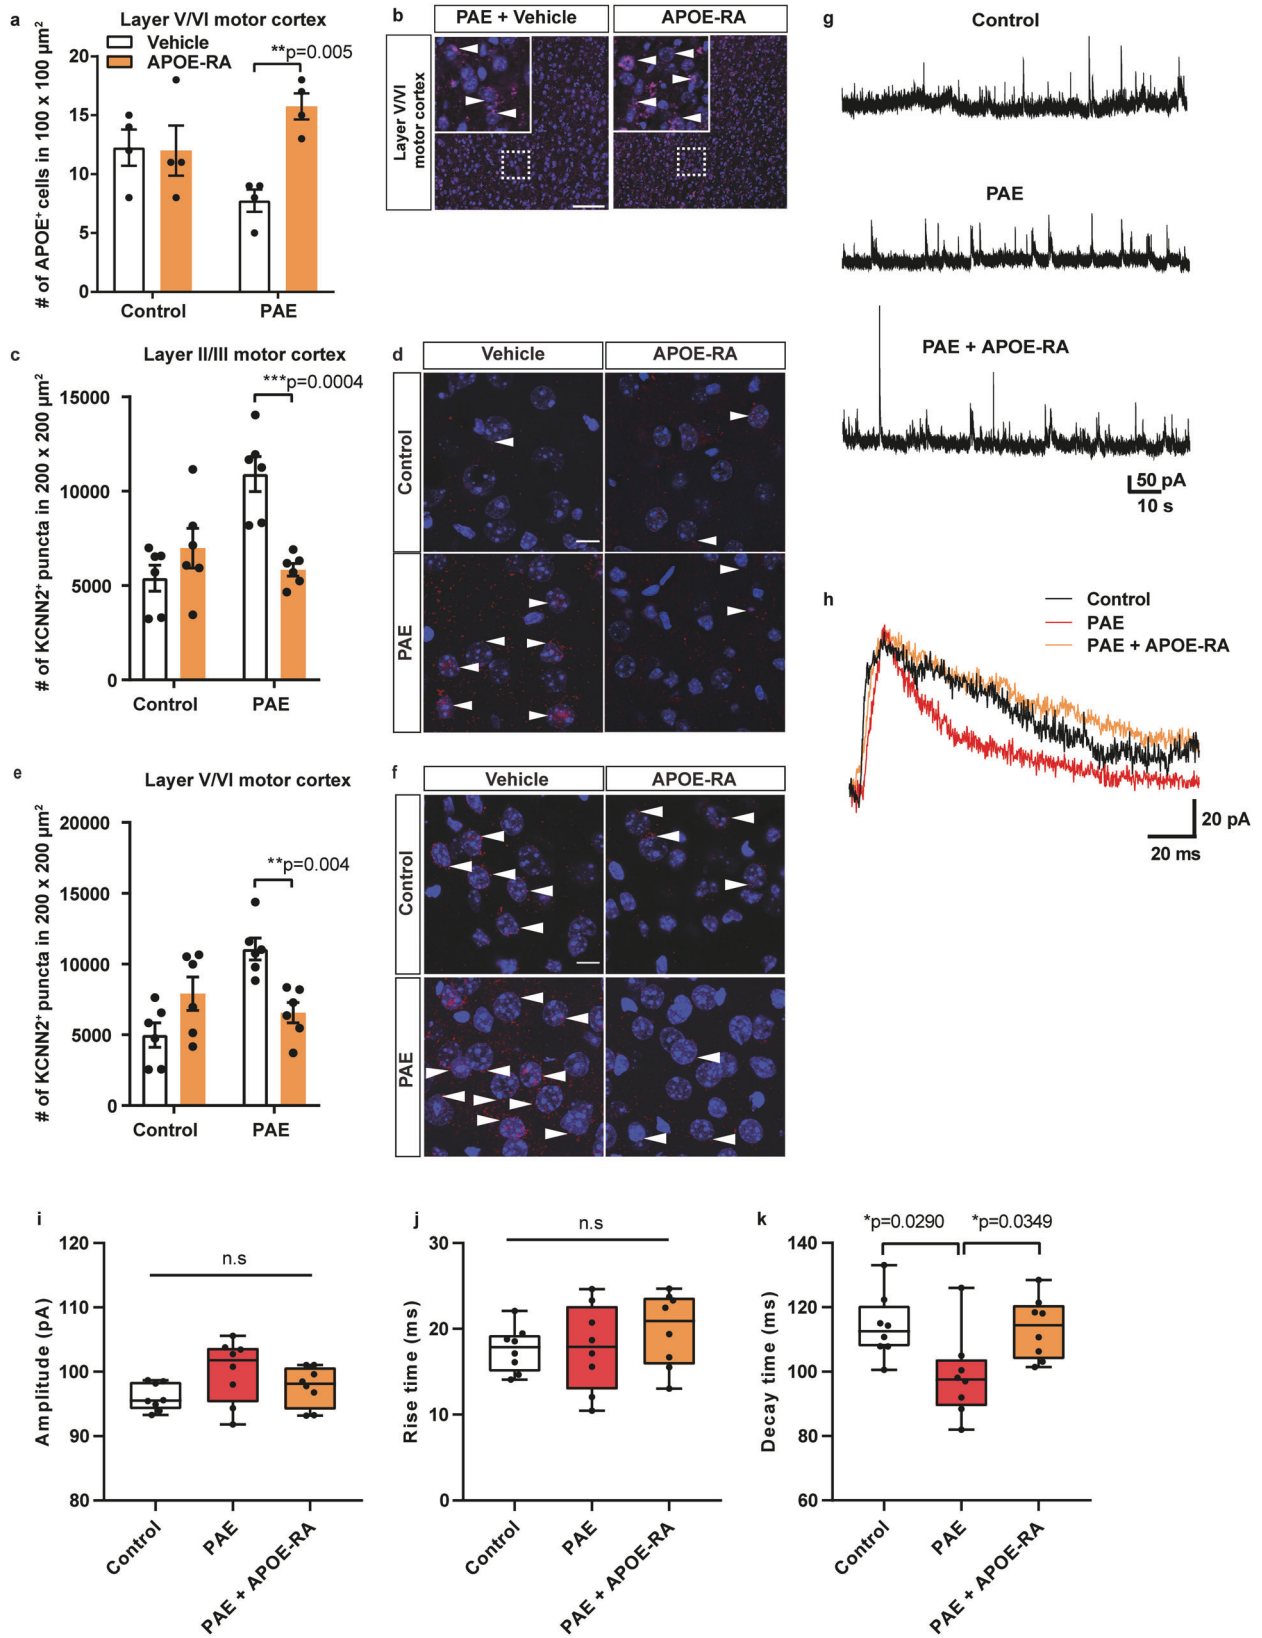 a
Layer V/VI motor cortex
Vehicle
APOE-RA
**p=0.005
# of APOE⁺ cells in 100 x 100 µm²
20
15
10
5
0
Control
PAE
b
PAE + Vehicle
APOE-RA
Layer V/VI
motor cortex
c
Layer II/III motor cortex
***p=0.0004
# of KCNN2⁺ puncta in 200 x 200 µm²
15000
10000
5000
0
Control
PAE
d
Vehicle
APOE-RA
Control
PAE
e
Layer V/VI motor cortex
**p=0.004
# of KCNN2⁺ puncta in 200 x 200 µm²
20000
15000
10000
5000
0
Control
PAE
f
Vehicle
APOE-RA
Control
PAE
g
Control
PAE
PAE + APOE-RA
50 pA
10 s
h
Control
PAE
PAE + APOE-RA
20 pA
20 ms
i
n.s
Amplitude (pA)
120
110
100
90
80
Control
PAE
PAE + APOE-RA
j
n.s
Rise time (ms)
30
20
10
0
Control
PAE
PAE + APOE-RA
k
*p=0.0290
*p=0.0349
Decay time (ms)
140
120
100
80
60
Control
PAE
PAE + APOE-RA